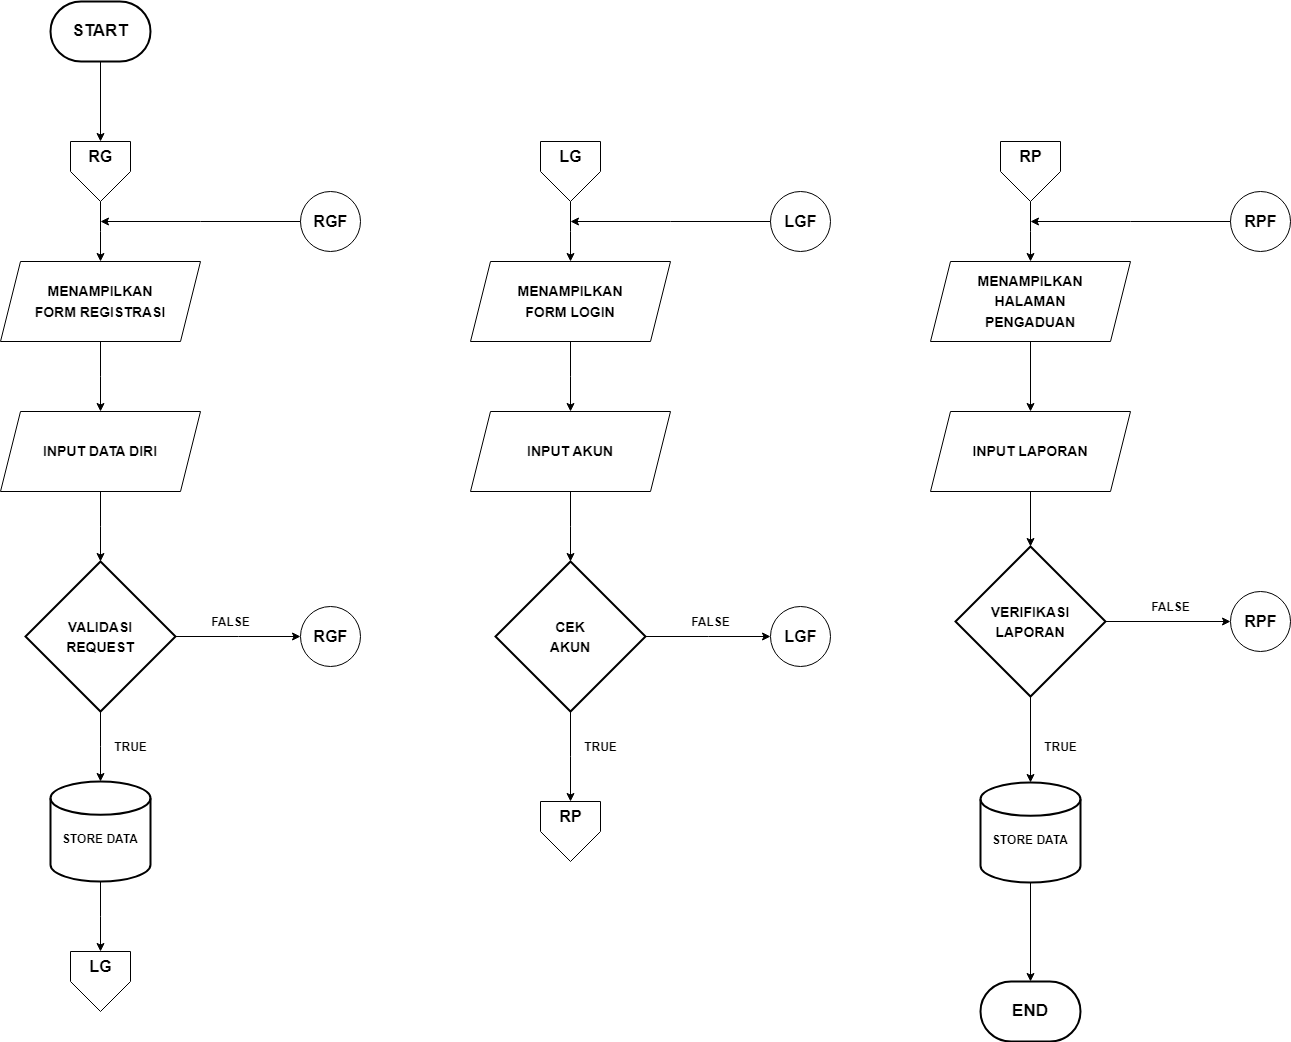 START
RG
RGF
MENAMPILKAN
FORM REGISTRASI
INPUT DATA DIRI
VALIDASI
REQUEST
FALSE
RGF
TRUE
STORE DATA
LG
LG
LGF
MENAMPILKAN
FORM LOGIN
INPUT AKUN
CEK
AKUN
FALSE
LGF
TRUE
RP
RP
RPF
MENAMPILKAN
HALAMAN
PENGADUAN
INPUT LAPORAN
VERIFIKASI
LAPORAN
FALSE
RPF
TRUE
STORE DATA
END